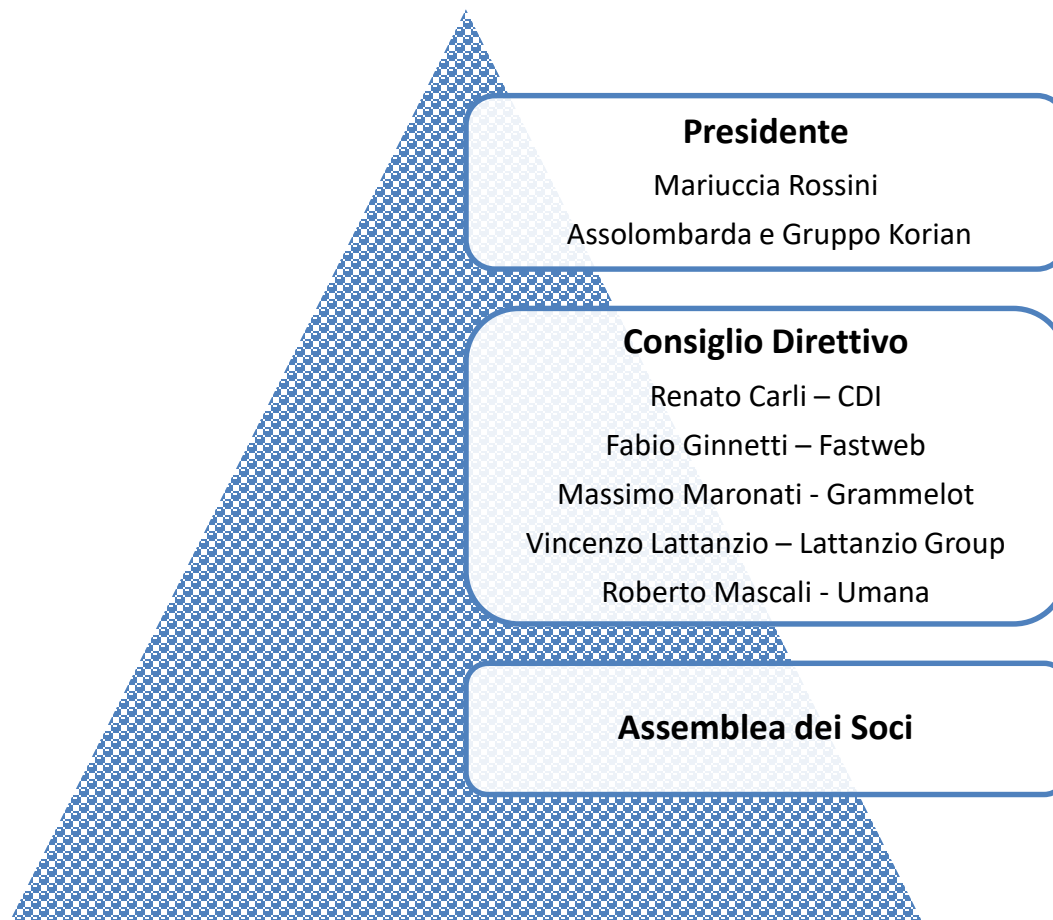 Presidente
Mariuccia Rossini
Assolombarda e Gruppo Korian
Consiglio Direttivo
Renato Carli – CDI
Fabio Ginnetti – Fastweb
Massimo Maronati - Grammelot
Vincenzo Lattanzio – Lattanzio Group
Roberto Mascali - Umana
Assemblea dei Soci